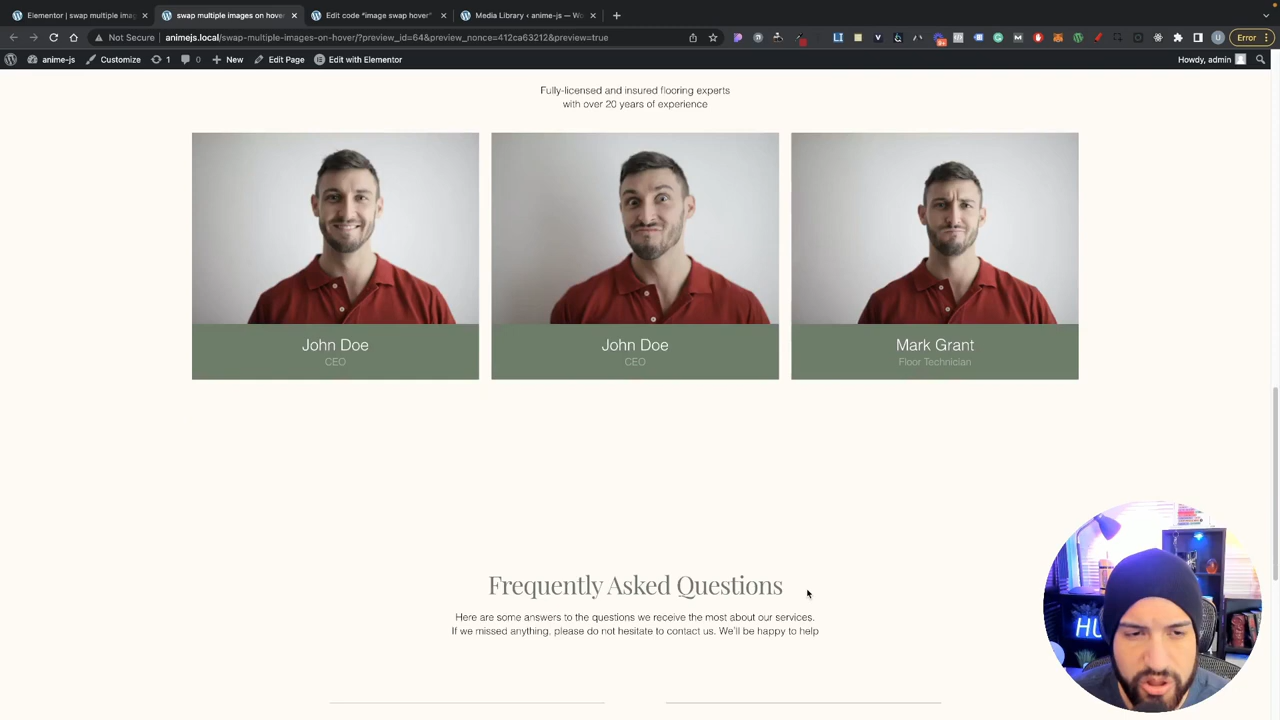 Elementor | swap multiple imag
swap multiple images on hover
Edit code "image swap hover"
Media Library ‹ anime-js — Wo
Not Secure
animejs.local/swap-multiple-images-on-hover/?preview_id=64&preview_nonce=412ca63212&preview=true
Error
anime-js
Customize
1
0
New
Edit Page
Edit with Elementor
Howdy, admin
Fully-licensed and insured flooring experts
with over 20 years of experience
John Doe
CEO
John Doe
CEO
Mark Grant
Floor Technician
Frequently Asked Questions
Here are some answers to the questions we receive the most about our services.
If we missed anything, please do not hesitate to contact us. We'll be happy to help
HU